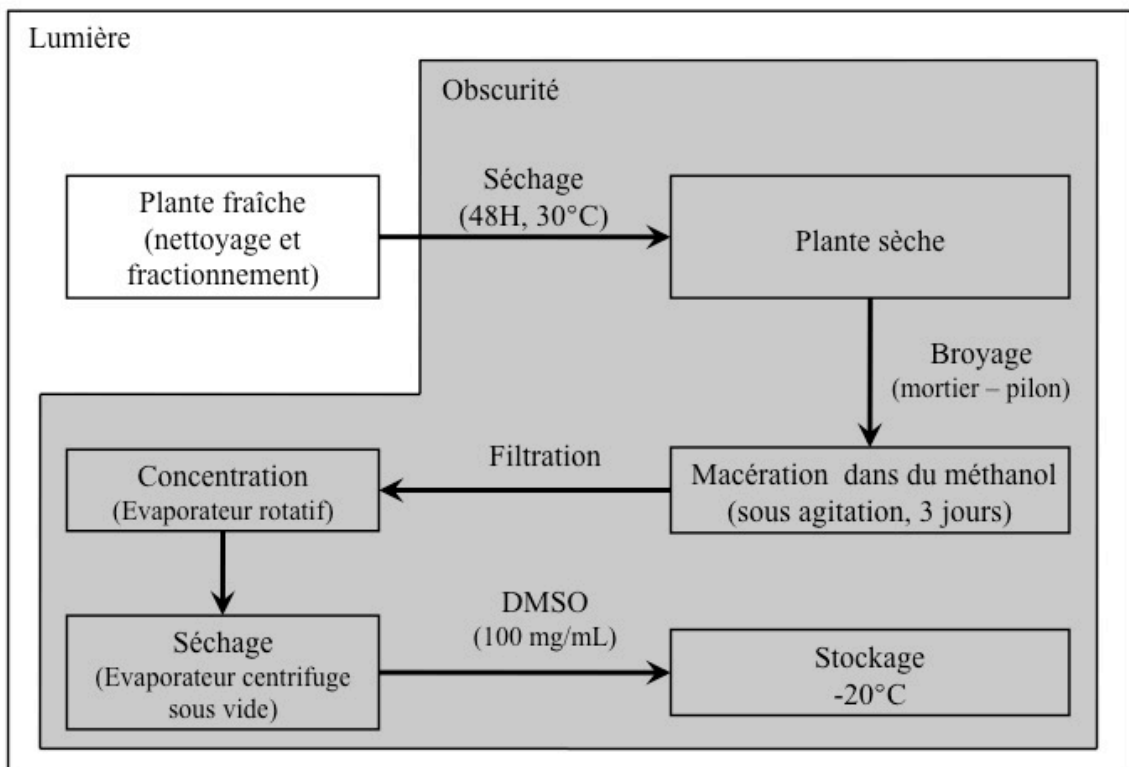 Lumière
Obscurité
Plante fraîche
(nettoyage et
fractionnement)
Séchage
(48H, 30°C)
Plante sèche
Broyage
(mortier – pilon)
Macération dans du méthanol
(sous agitation, 3 jours)
Filtration
Concentration
(Evaporateur rotatif)
Séchage
(Evaporateur centrifuge
sous vide)
DMSO
(100 mg/mL)
Stockage
-20°C